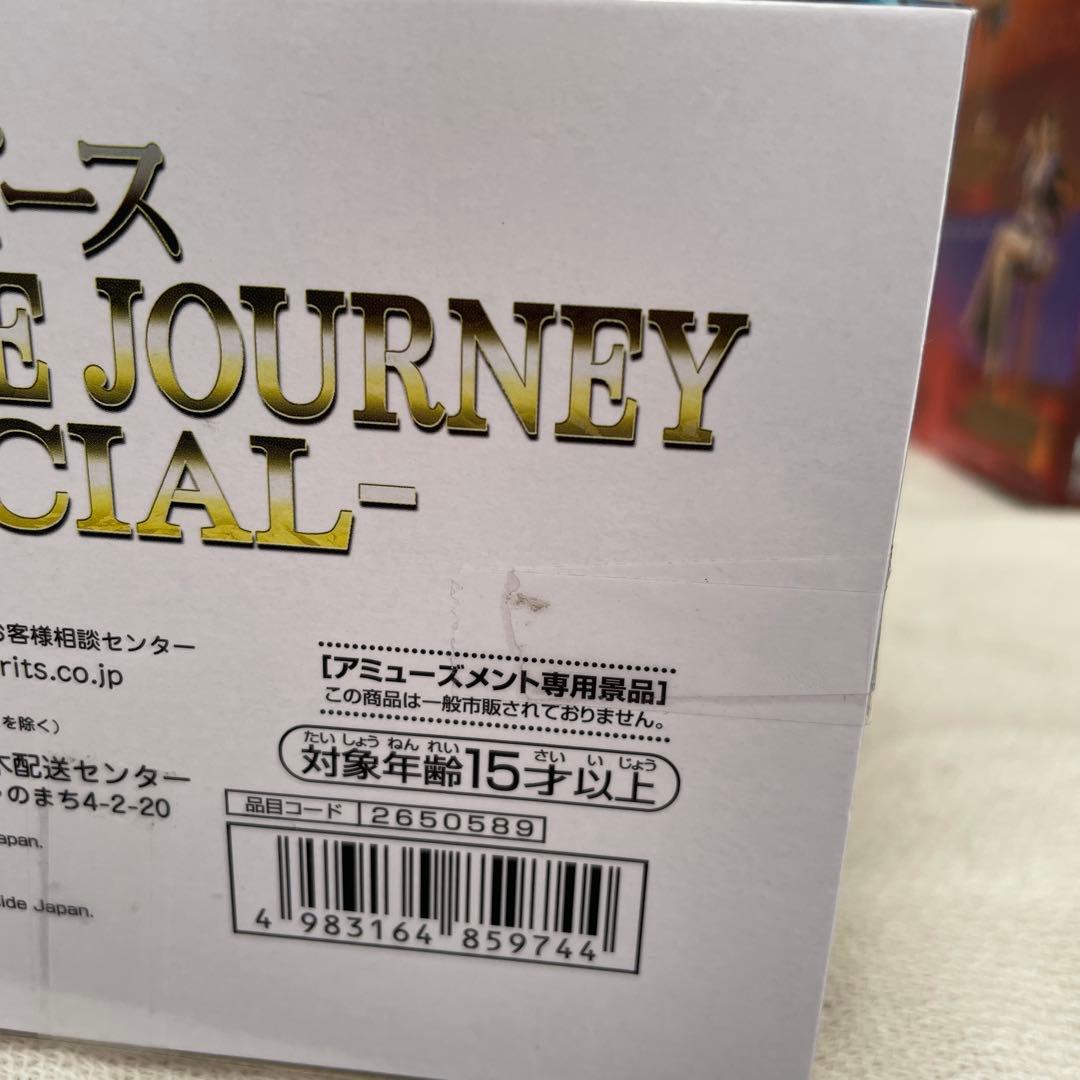 ピース
E JOURNEY
CIAL-
お客様相談センター
rits.co.jp
を除く）
[アミューズメント専用景品]
この商品は一般市販されておりません。
たいしょうねんれい さいいじょう
対象年齢15才以上
木配送センター
のまち4-2-20
品目コード 2650589
apan.
ide Japan.
4 983164 859744